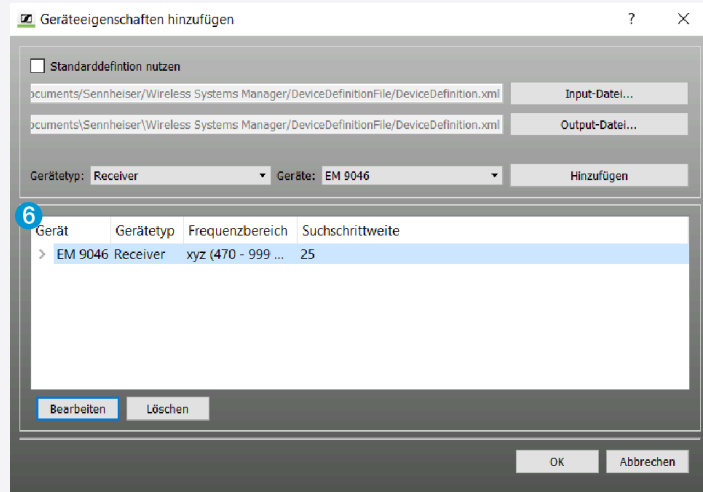 Geräteeigenschaften hinzufügen
Standarddefintion nutzen
ocuments/Sennheiser/Wireless Systems Manager/DeviceDefinitionFile/DeviceDefinition.xml Input-Datei...
ocuments\Sennheiser\Wireless Systems Manager/DeviceDefinitionFile/DeviceDefinition.xml Output-Datei...
Gerätetyp: Receiver Geräte: EM 9046 Hinzufügen
6
Gerät Gerätetyp Frequenzbereich Suchschrittweite
EM 9046 Receiver xyz (470 - 999 ... 25
Bearbeiten Löschen
OK Abbrechen